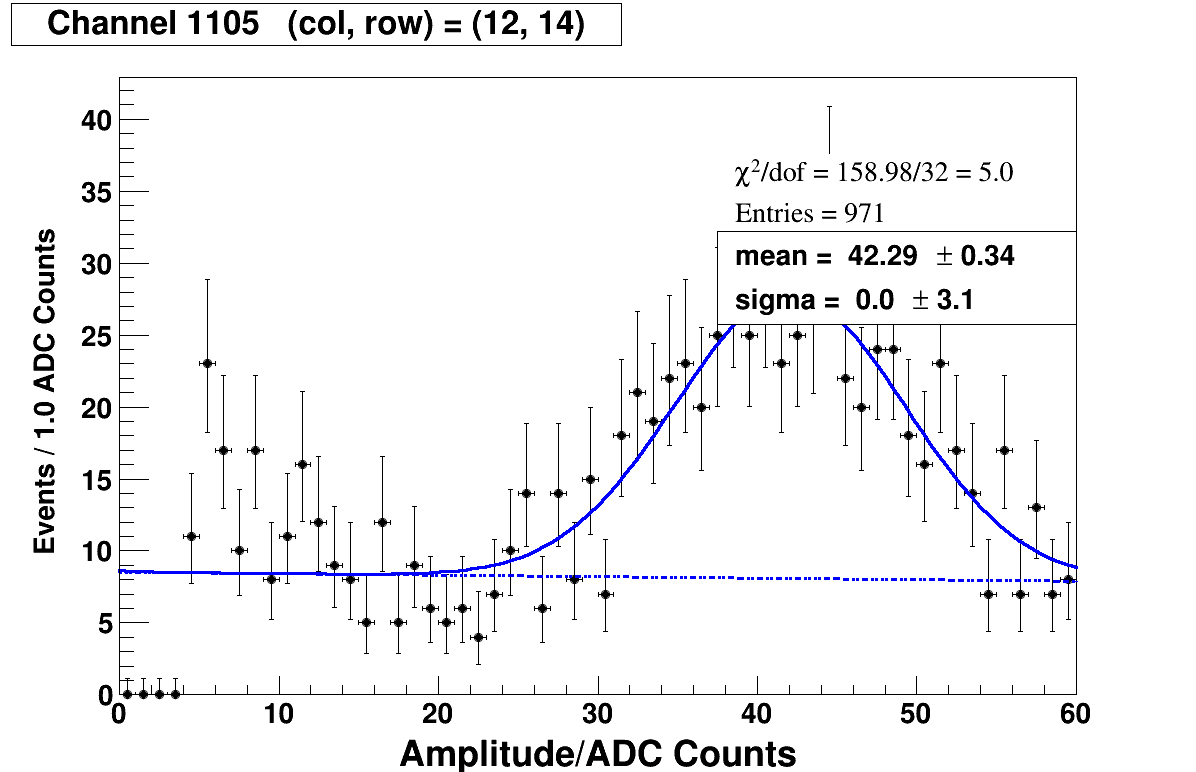 Channel 1105 (col, row) = (12, 14)
χ²/dof = 158.98/32 = 5.0
Entries = 971
mean = 42.29 ± 0.34
sigma = 0.0 ± 3.1
Events / 1.0 ADC Counts
40
35
30
25
20
15
10
5
0
0 10 20 30 40 50 60
Amplitude/ADC Counts